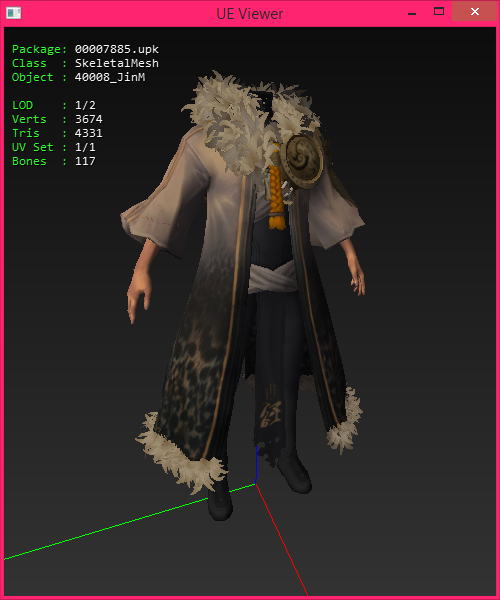 UE Viewer
Package: 00007885.upk
Class : SkeletalMesh
Object : 40008_JinM
LOD : 1/2
Verts : 3674
Tris : 4331
UV Set : 1/1
Bones : 117